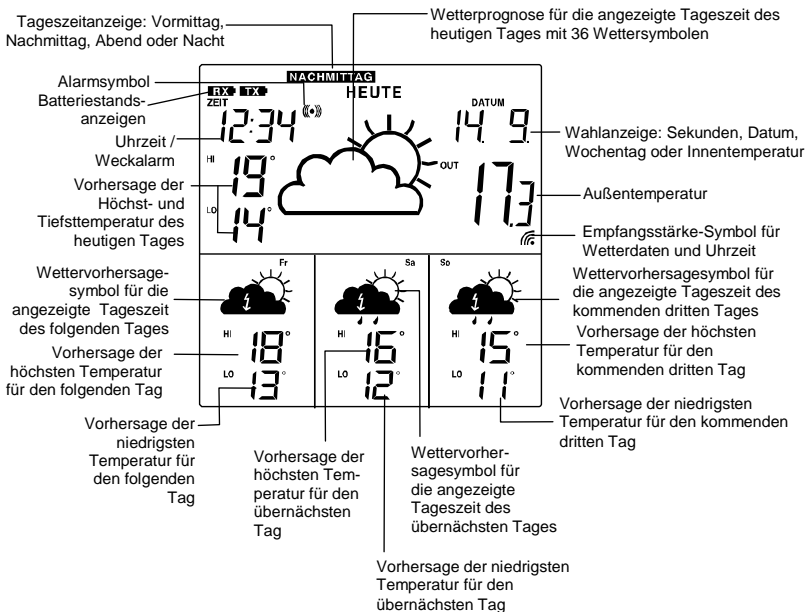 Tageszeitanzeige: Vormittag,
Nachmittag, Abend oder Nacht
Wetterprognose für die angezeigte Tageszeit des
heutigen Tages mit 36 Wettersymbolen
Alarmsymbol
Batteriestands-
anzeigen
Uhrzeit /
Weckalarm
Vorhersage der
Höchst- und
Tiefsttemperatur des
heutigen Tages
NACHMITTAG
HEUTE
RX TX
ZEIT
12:34
DATUM
14. 9.
HI
19°
LO
14°
OUT
17.3
Wahlanzeige: Sekunden, Datum,
Wochentag oder Innentemperatur
Außentemperatur
Empfangsstärke-Symbol für
Wetterdaten und Uhrzeit
Wettervorhersage-
symbol für die
angezeigte Tageszeit
des folgenden Tages
Vorhersage der
höchsten Temperatur
für den folgenden Tag
Fr
HI
18°
LO
13°
Sa
HI
16°
LO
12°
So
HI
15°
LO
11°
Wettervorhersagesymbol für
die angezeigte Tageszeit des
kommenden dritten Tages
Vorhersage der höchsten
Temperatur für den
kommenden dritten Tag
Vorhersage der niedrigsten
Temperatur für den kommenden
dritten Tag
Vorhersage der
niedrigsten
Temperatur für
den folgenden
Tag
Vorhersage der
höchsten Tem-
peratur für den
übernächsten
Tag
Wettervorher-
sagesymbol für
die angezeigte
Tageszeit des
übernächsten Tages
Vorhersage der niedrigsten
Temperatur für den
übernächsten Tag